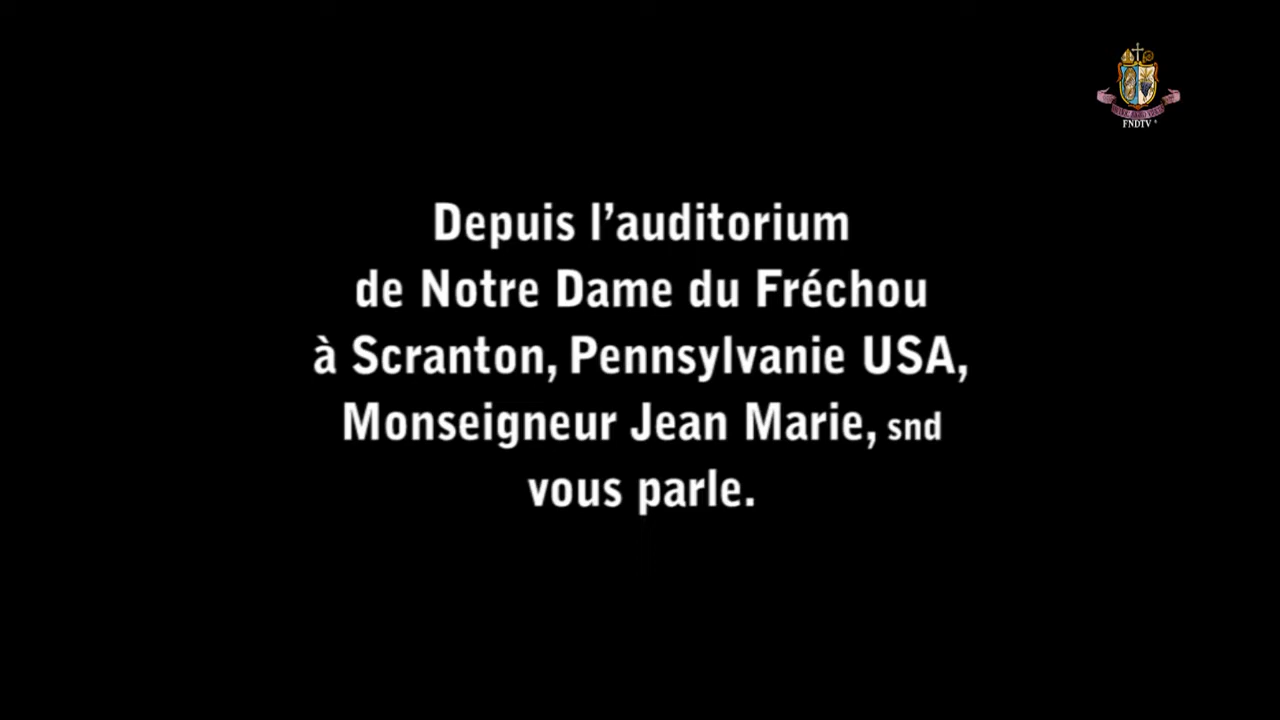 FNDTV
Depuis l’auditorium
de Notre Dame du Fréchou
à Scranton, Pennsylvanie USA,
Monseigneur Jean Marie, snd
vous parle.